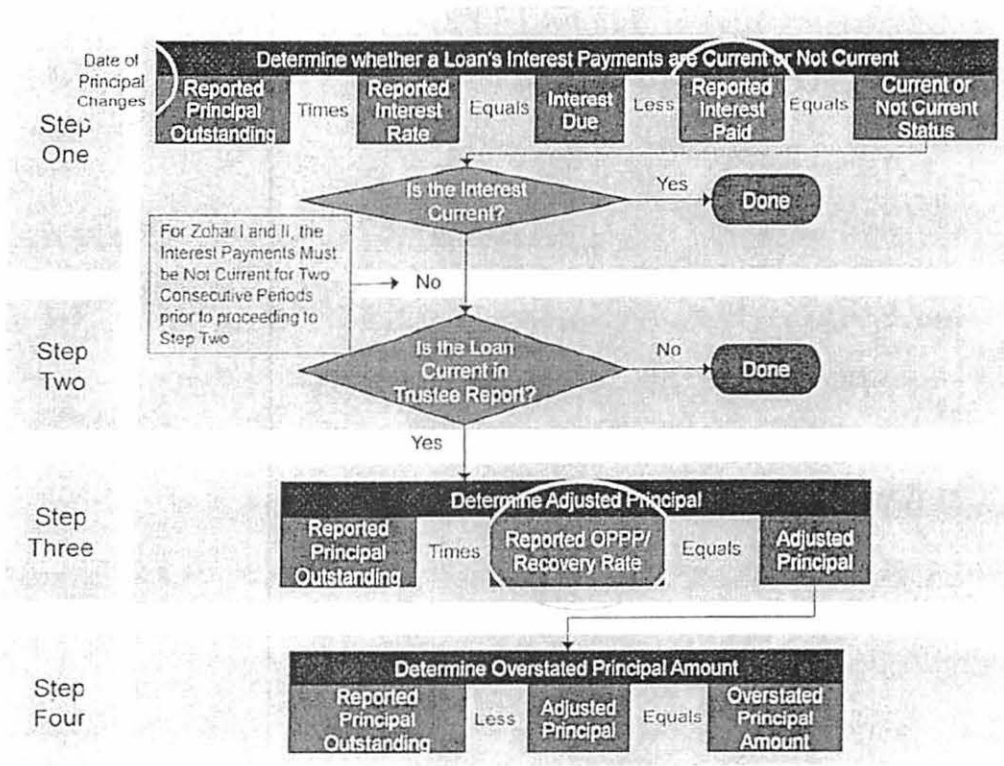 Date of
Principal
Changes
Step
One
Determine whether a Loan's Interest Payments are Current or Not Current
Reported
Principal
Outstanding
Times
Reported
Interest
Rate
Equals
Interest
Due
Less
Reported
Interest
Paid
Equals
Current or
Not Current
Status
Is the Interest
Current?
Yes
Done
For Zohar I and II, the
Interest Payments Must
be Not Current for Two
Consecutive Periods
prior to proceeding to
Step Two
No
Step
Two
Is the Loan
Current in
Trustee Report?
No
Done
Yes
Step
Three
Determine Adjusted Principal
Reported
Principal
Outstanding
Times
Reported OPPP/
Recovery Rate
Equals
Adjusted
Principal
Step
Four
Determine Overstated Principal Amount
Reported
Principal
Outstanding
Less
Adjusted
Principal
Equals
Overstated
Principal
Amount